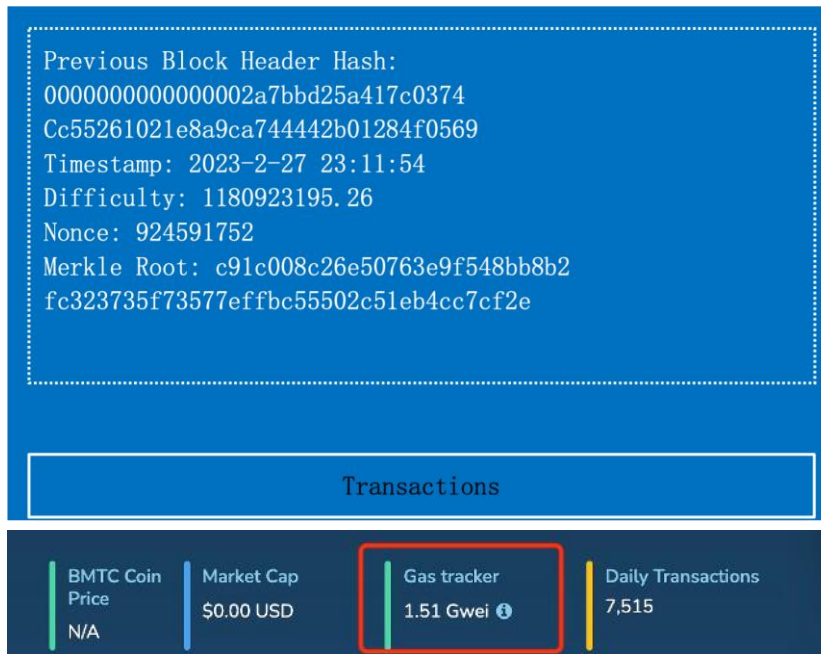 Previous Block Header Hash:
0000000000000002a7bbd25a417c0374
Cc55261021e8a9ca744442b01284f0569
Timestamp: 2023-2-27 23:11:54
Difficulty: 1180923195.26
Nonce: 924591752
Merkle Root: c91c008c26e50763e9f548bb8b2
fc323735f73577effbc55502c51eb4cc7cf2e
Transactions
BMTC Coin Price
N/A
Market Cap
$0.00 USD
Gas tracker
1.51 Gwei
Daily Transactions
7,515